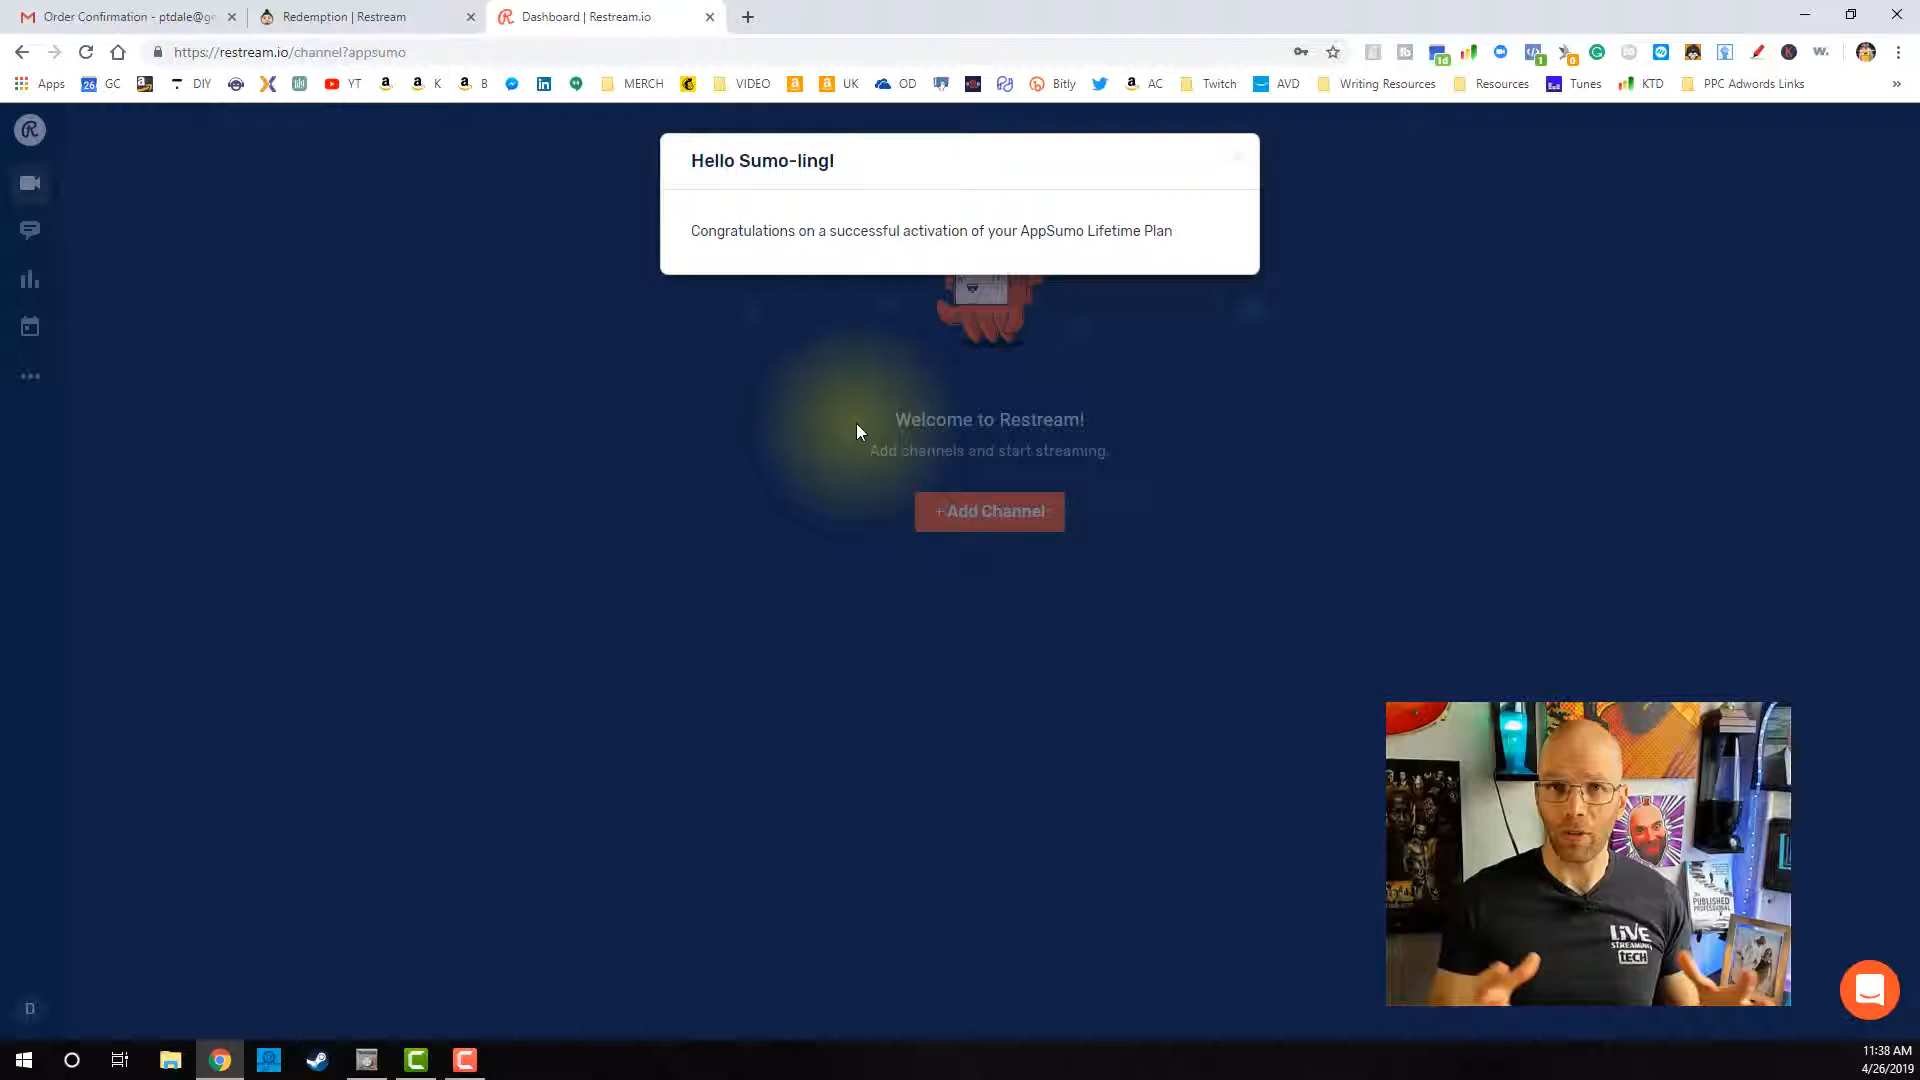 Order Confirmation - ptdale@g
Redemption | Restream
Dashboard | Restream.io
https://restream.io/channel?appsumo
Apps
GC
DIY
YT
K
B
MERCH
VIDEO
UK
OD
Bitly
AC
Twitch
AVD
Writing Resources
Resources
Tunes
KTD
PPC Adwords Links
Hello Sumo-ling!
Congratulations on a successful activation of your AppSumo Lifetime Plan
Welcome to Restream!
Add channels and start streaming.
+ Add Channel
PUBLISHED
PROFESSIONAL
LiVE
STREAMING
tECH
D
11:38 AM
4/26/2019